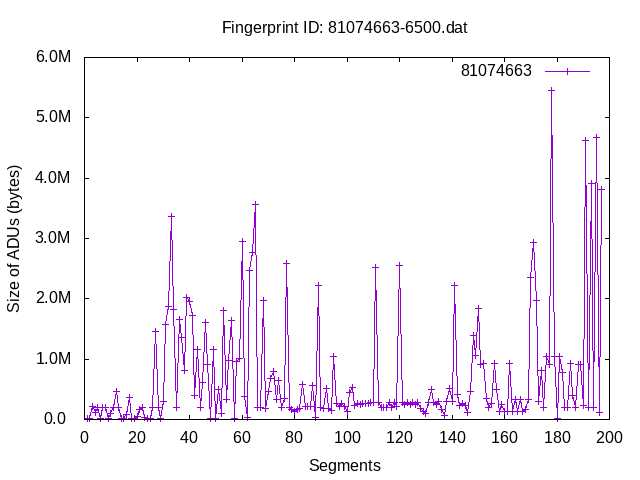 Fingerprint ID: 81074663-6500.dat
6.0M
81074663
5.0M
4.0M
3.0M
2.0M
1.0M
0.0
Size of ADUs (bytes)
0 20 40 60 80 100 120 140 160 180 200
Segments